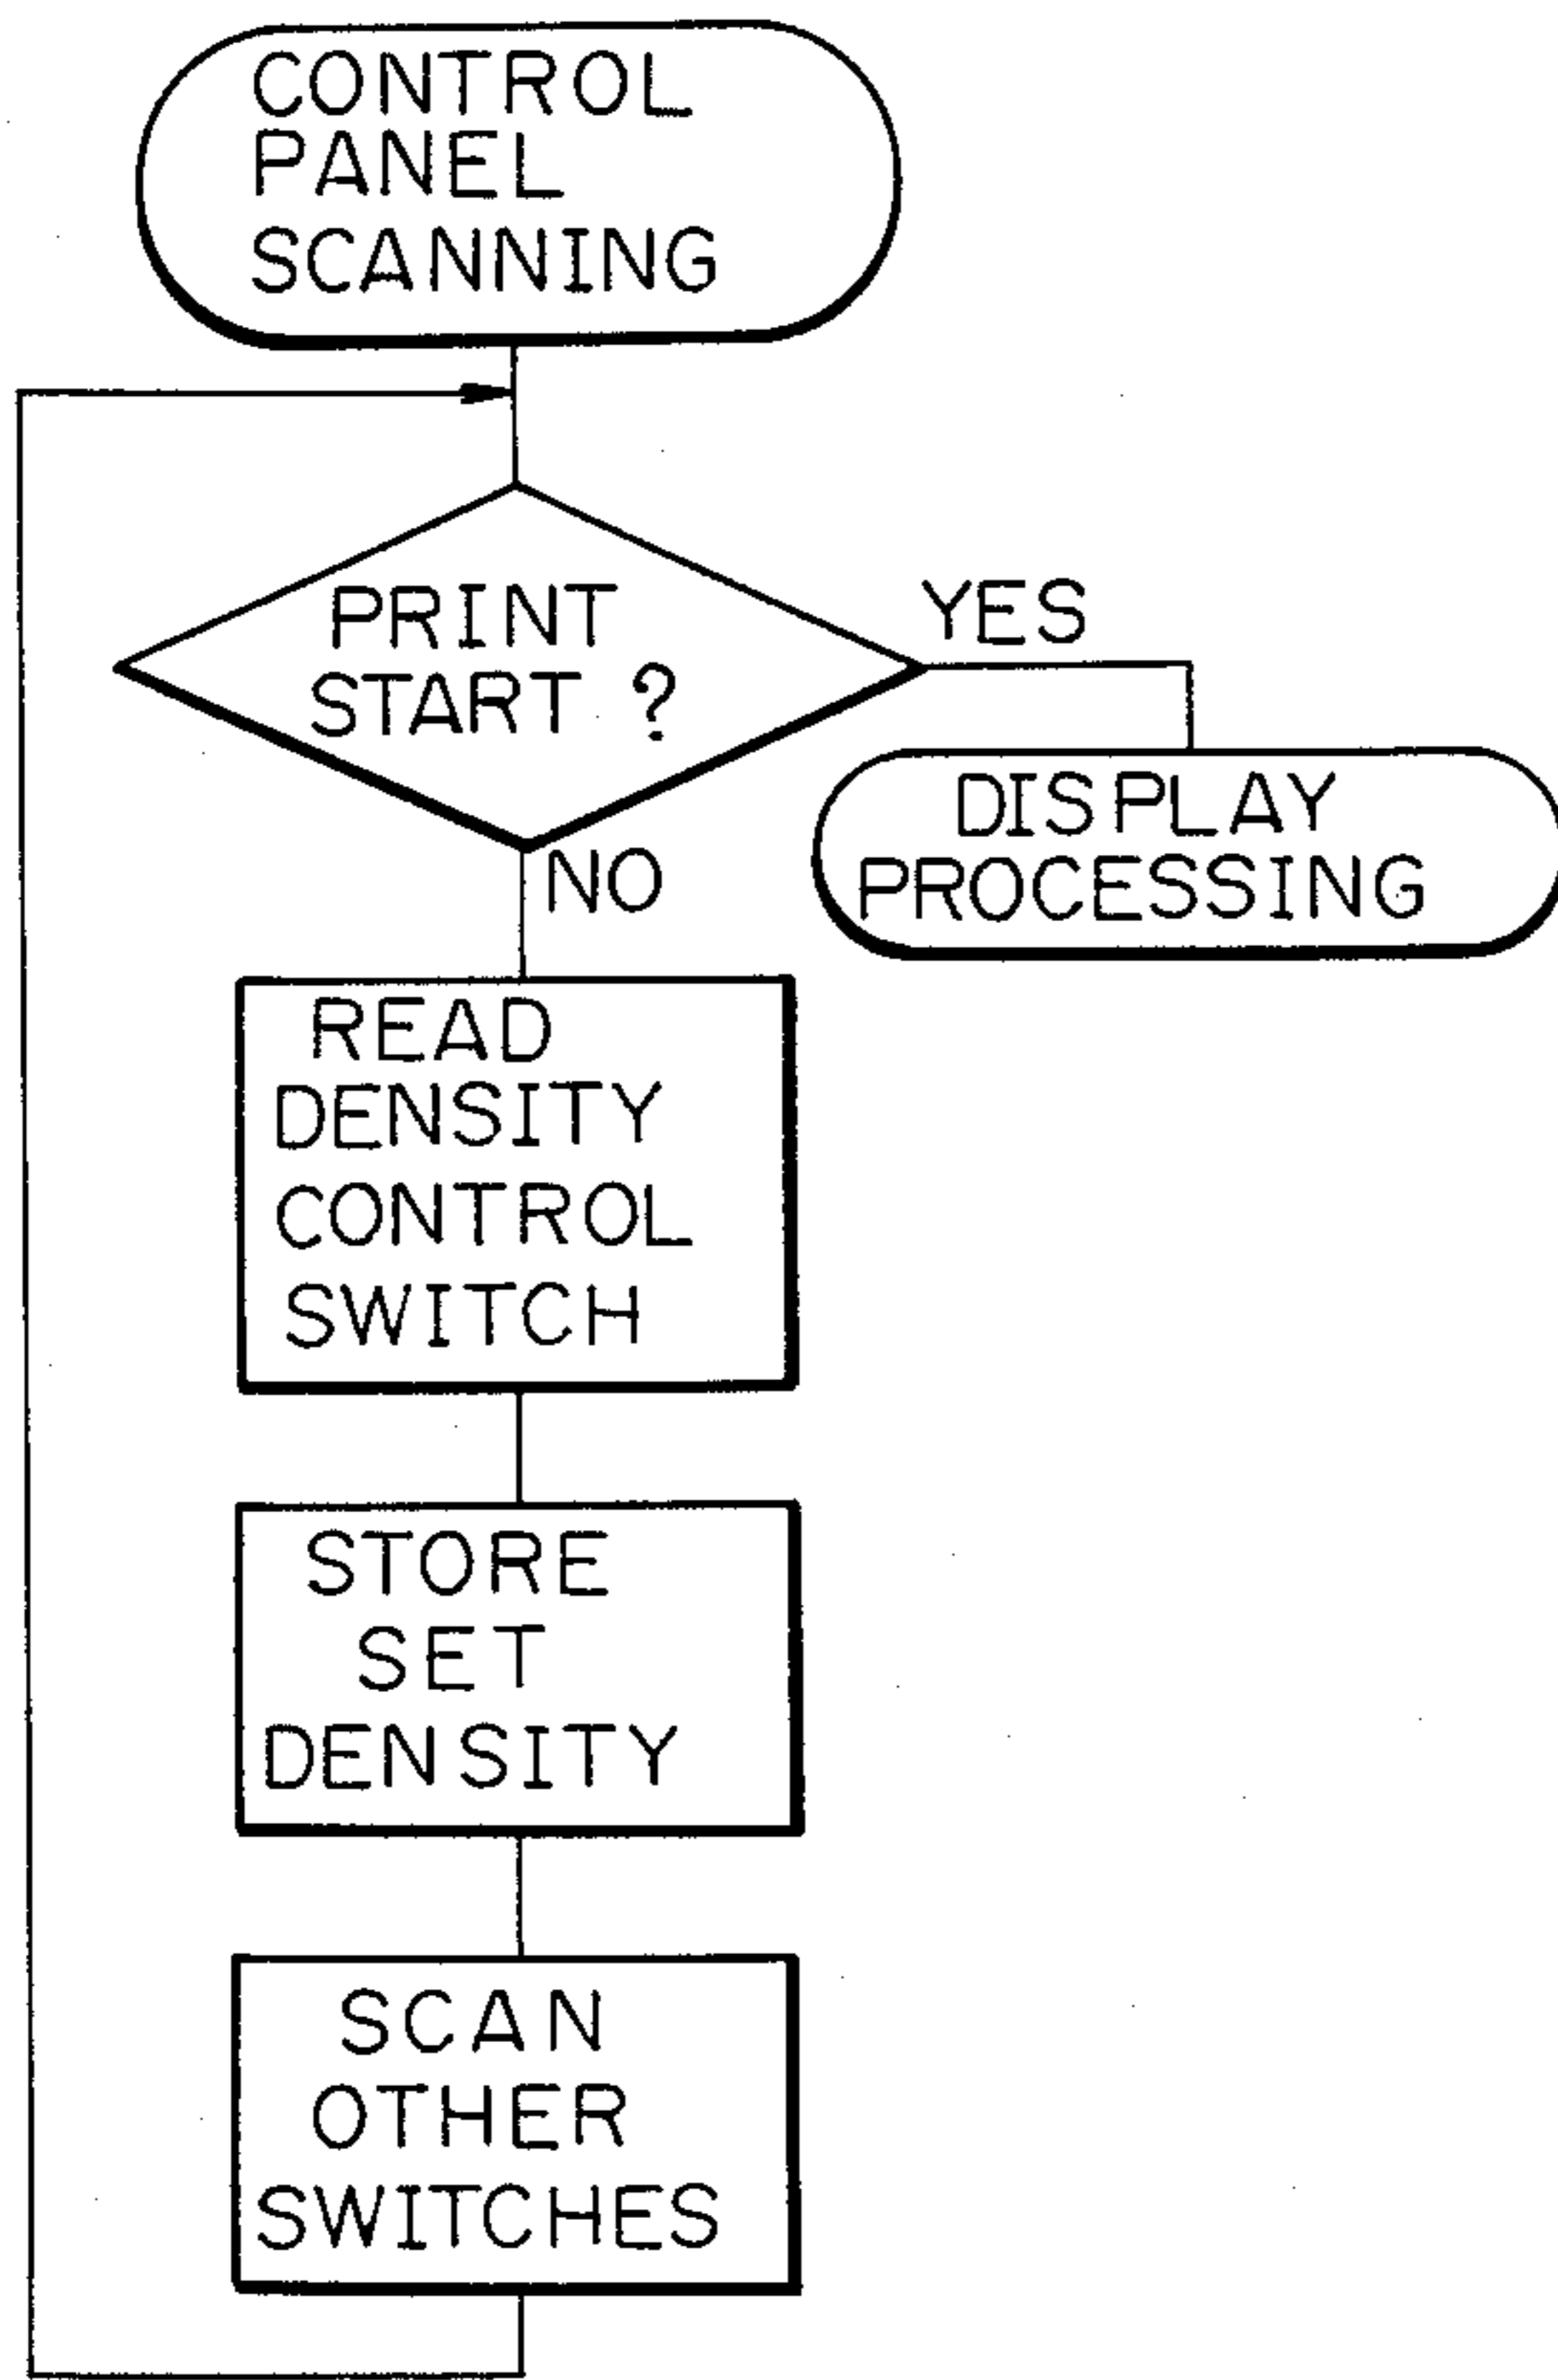 CONTROL
PANEL
SCANNING
PRINT
START ?
YES
DISPLAY
PROCESSING
NO
READ
DENSITY
CONTROL
SWITCH
STORE
SET
DENSITY
SCAN
OTHER
SWITCHES